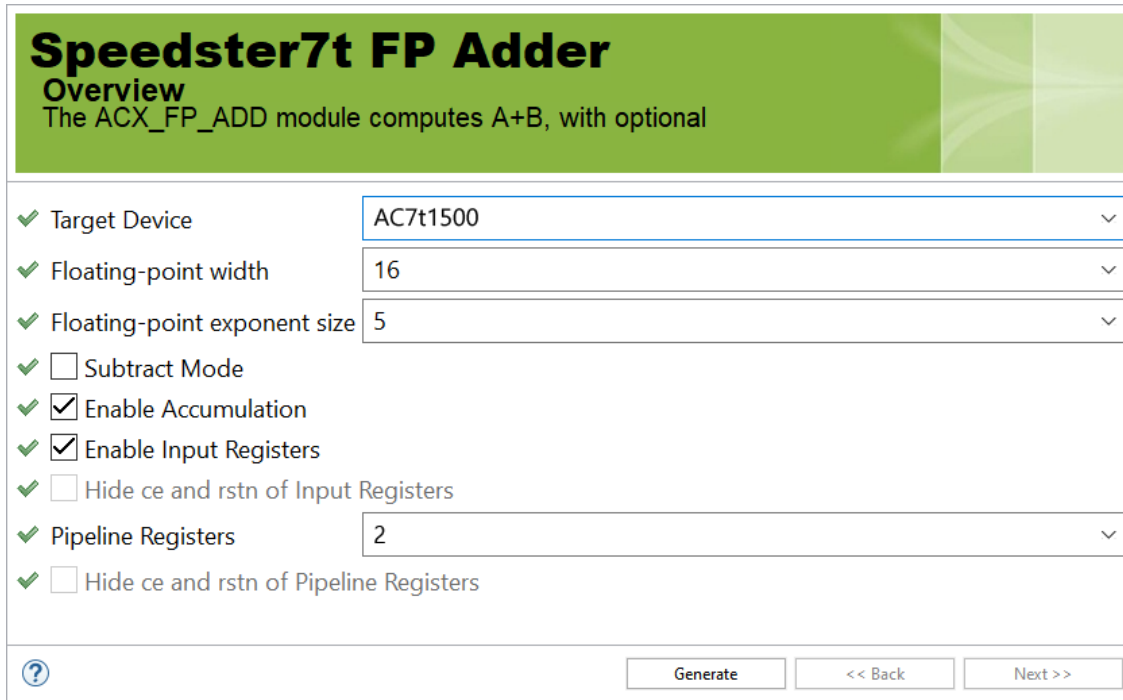 Speedster7t FP Adder
Overview
The ACX_FP_ADD module computes A+B, with optional
Target Device AC7t1500
Floating-point width 16
Floating-point exponent size 5
Subtract Mode
Enable Accumulation
Enable Input Registers
Hide ce and rstn of Input Registers
Pipeline Registers 2
Hide ce and rstn of Pipeline Registers
? Generate << Back Next >>